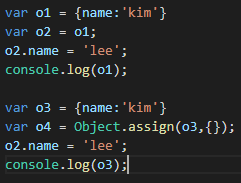 var o1 = {name:'kim'}
var o2 = o1;
o2.name = 'lee';
console.log(o1);
var o3 = {name:'kim'}
var o4 = Object.assign(o3,{});
o2.name = 'lee';
console.log(o3);